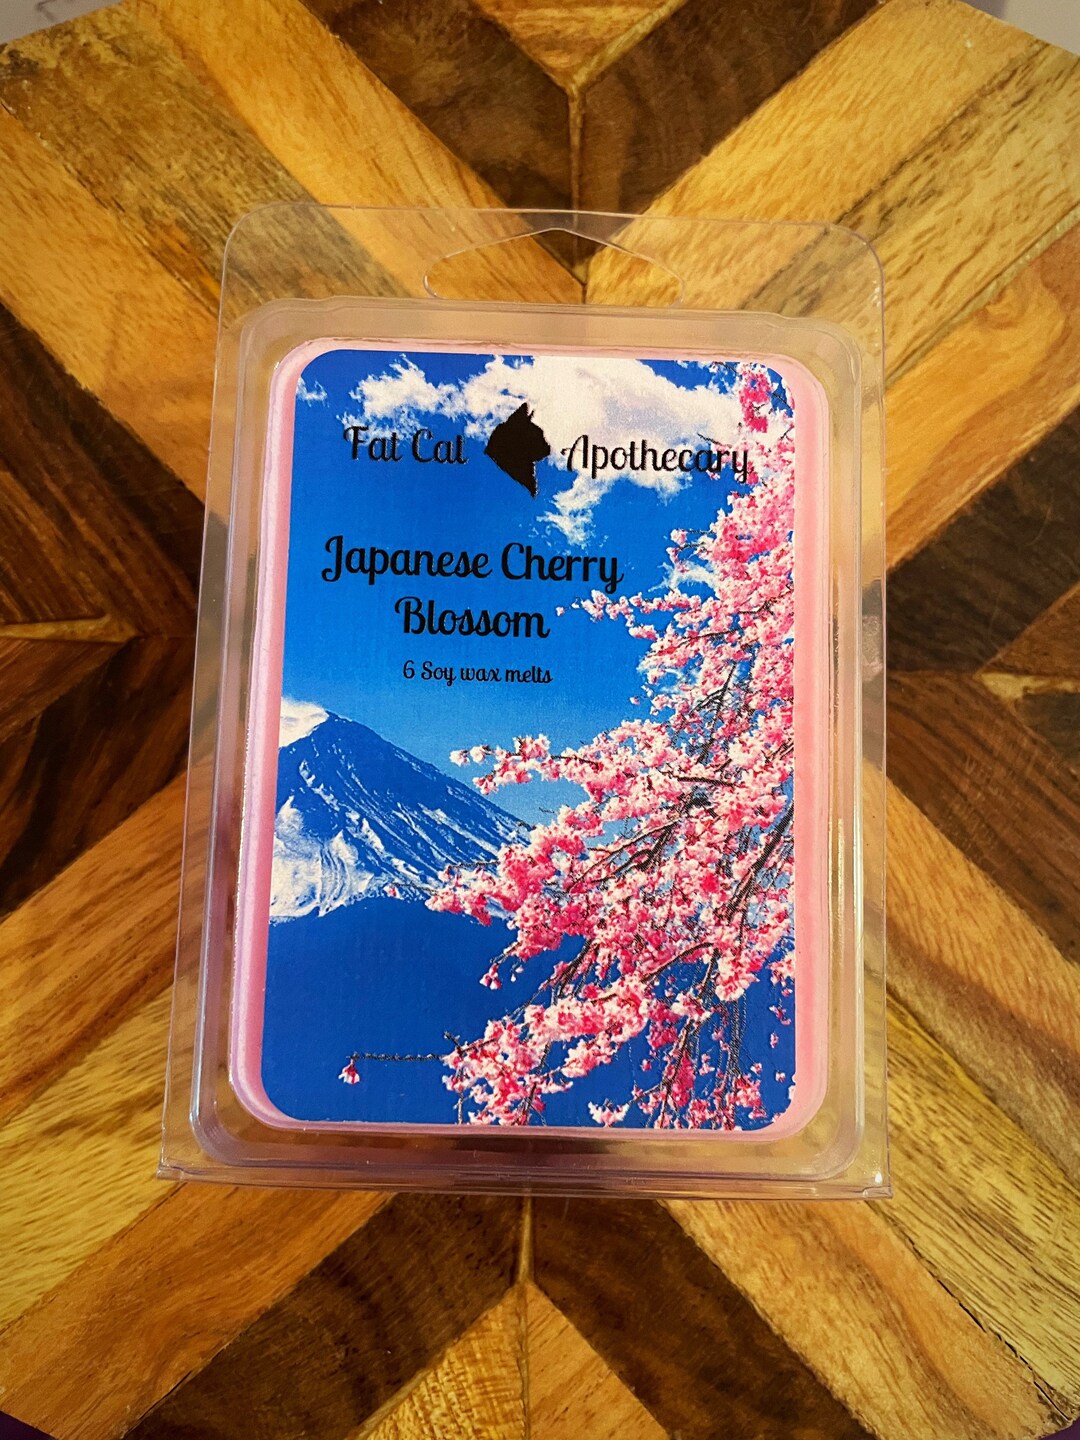 Fat Cat Apothecary
Japanese Cherry
Blossom
6 Soy wax melts